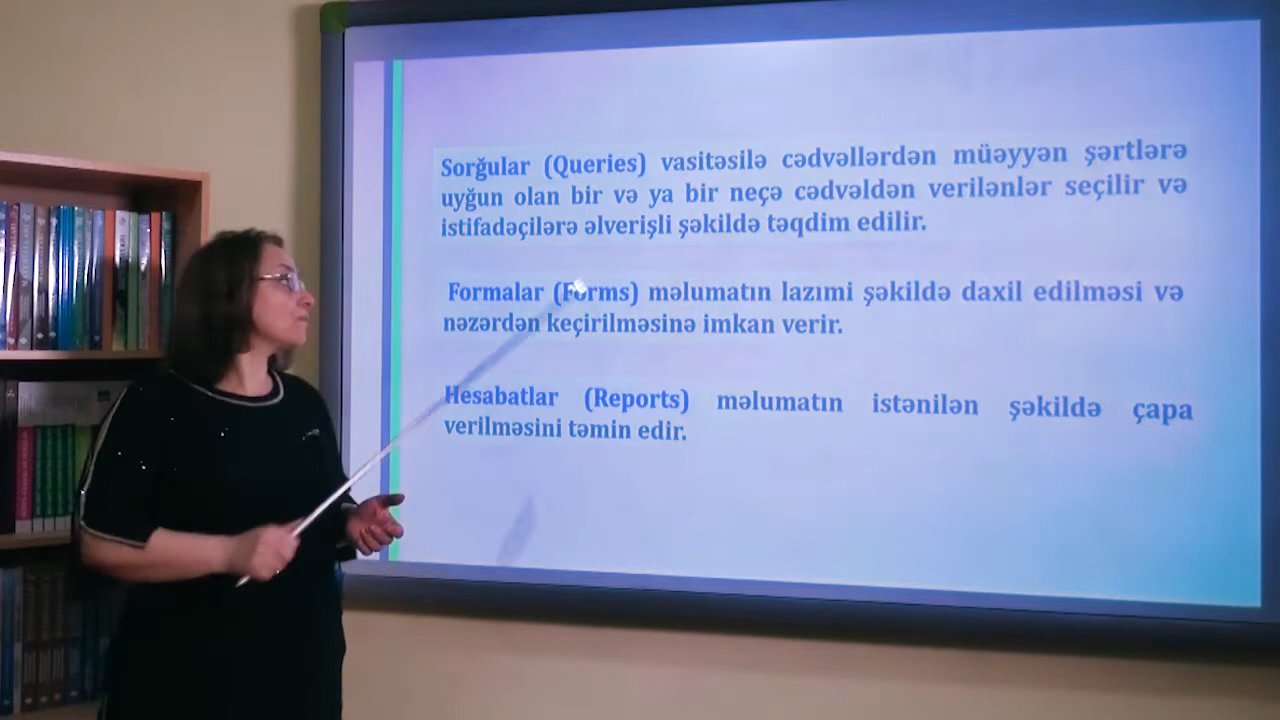 Sorğular (Queries) vasitəsilə cədvəllərdən müəyyən şərtlərə
uyğun olan bir və ya bir neçə cədvəldən verilənlər seçilir və
istifadəçilərə əlverişli şəkildə təqdim edilir.
Formalar (Forms) məlumatın lazımi şəkildə daxil edilməsi və
nəzərdən keçirilməsinə imkan verir.
Hesabatlar (Reports) məlumatın istənilən şəkildə çapa
verilməsini təmin edir.